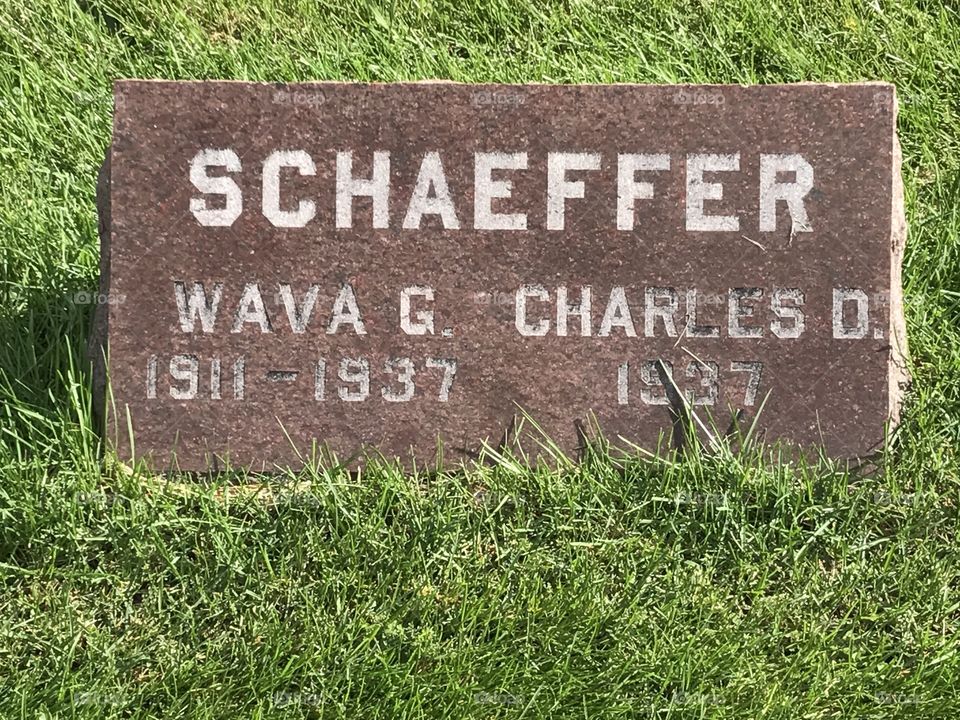 SCHAEFFER
WAVA G. CHARLES D.
1911-1937 1937